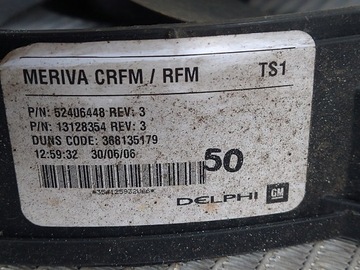 MERIVA CRFM / RFM TS1
P/N: 52406448 REV: 3
P/N: 13128354 REV: 3
DUNS CODE: 368135179
12:59:32 30/06/06
50
DELPHI GM